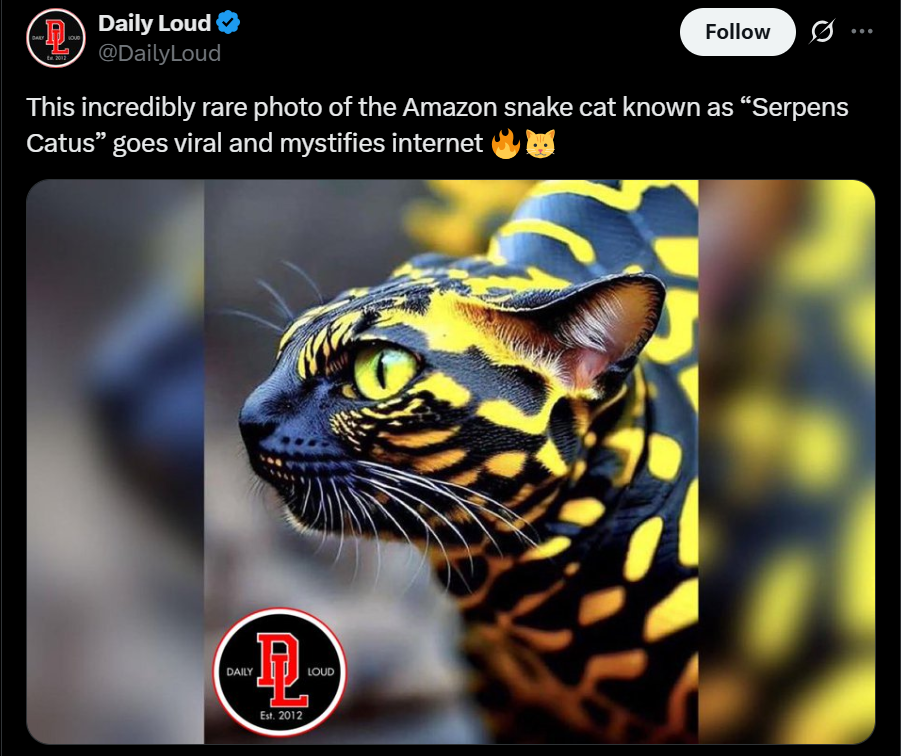 Daily Loud
@DailyLoud
Follow
This incredibly rare photo of the Amazon snake cat known as “Serpens
Catus” goes viral and mystifies internet 🔥🐱
DAILY DL LOUD
Est. 2012
DAILY DL LOUD
Est. 2012